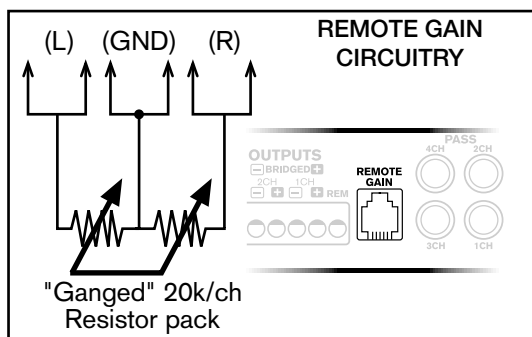 (L) (GND) (R)
REMOTE GAIN
CIRCUITRY
PASS
4CH 2CH
OUTPUTS
BRIDGED
2CH 1CH
REM
REMOTE
GAIN
3CH 1CH
"Ganged" 20k/ch
Resistor pack